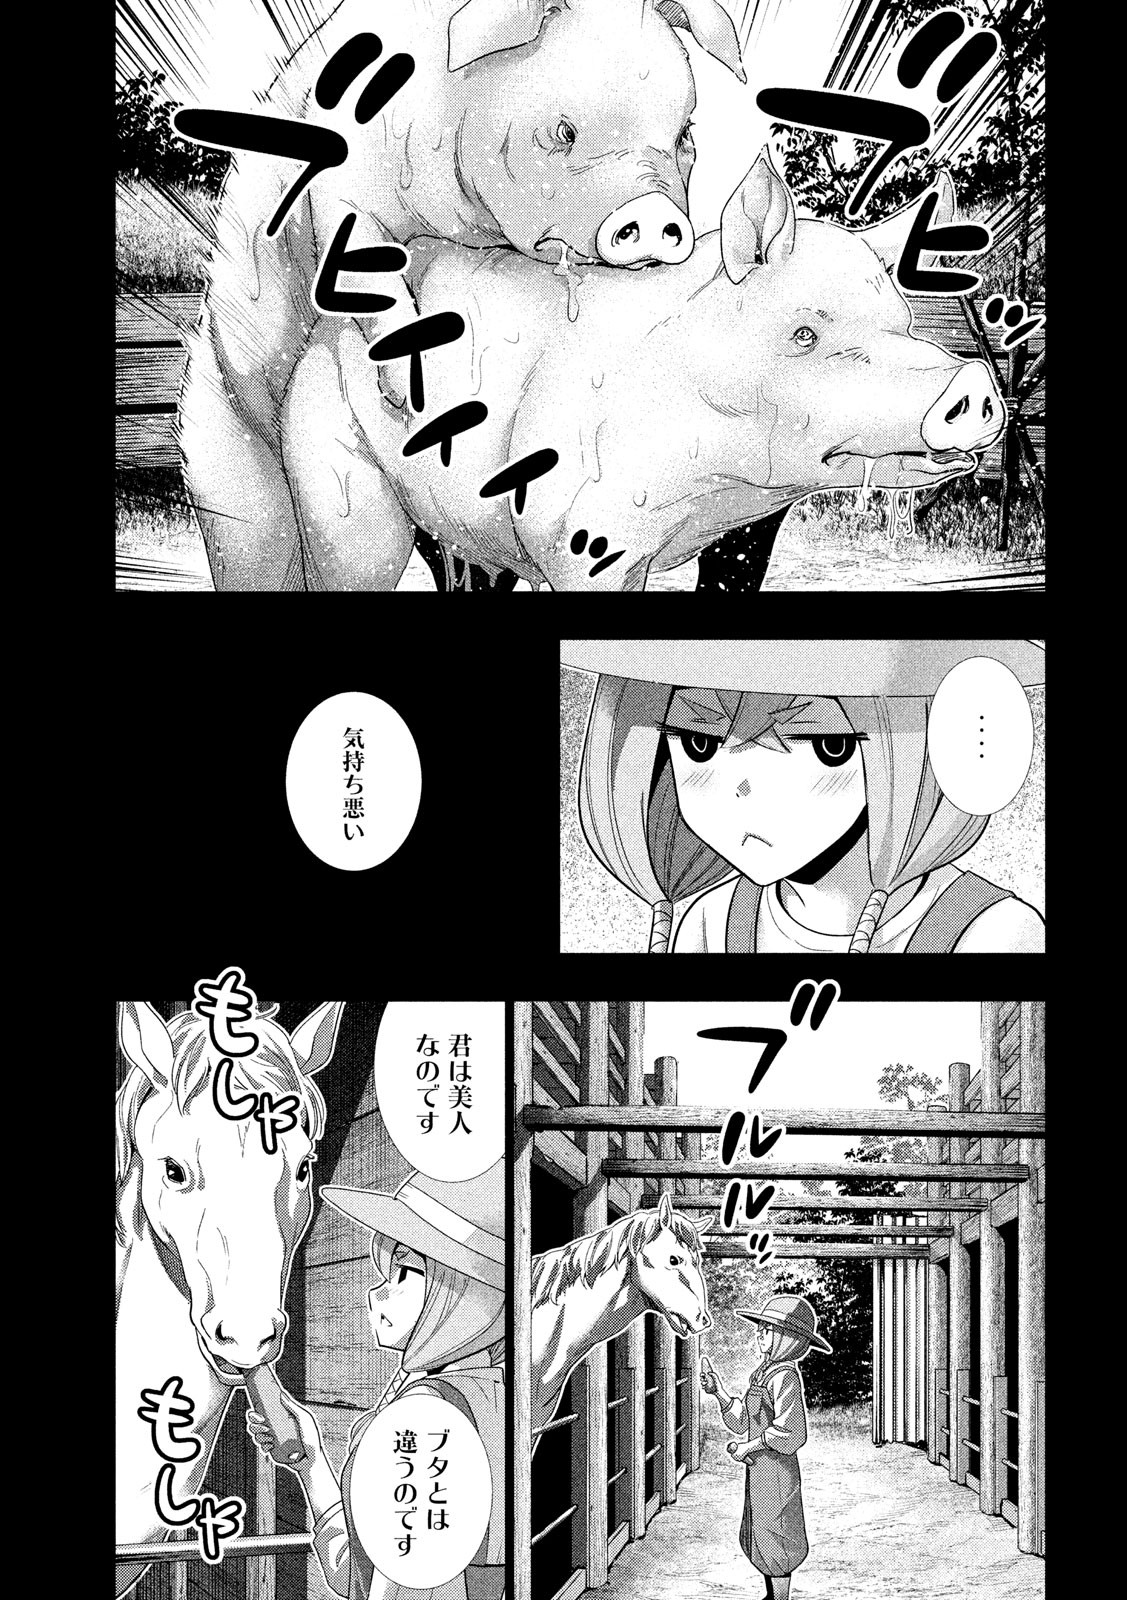 ブヒッ
ブヒイイイッ
‥‥
気持ち悪い
ブルルルッ
君は美人
なのです
もしゃ
もしゃ
ブタとは
違うのです